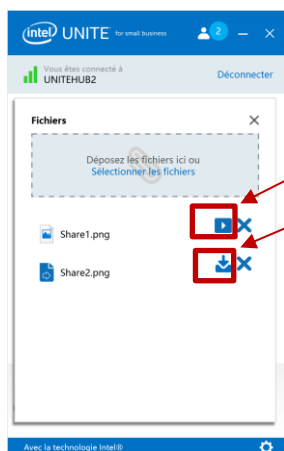 intel UNITE for small business
2
Vous êtes connecté à
UNITEHUB2
Déconnecter
Fichiers
Déposez les fichiers ici ou
Sélectionner les fichiers
Share1.png
Share2.png
Avec la technologie Intel®